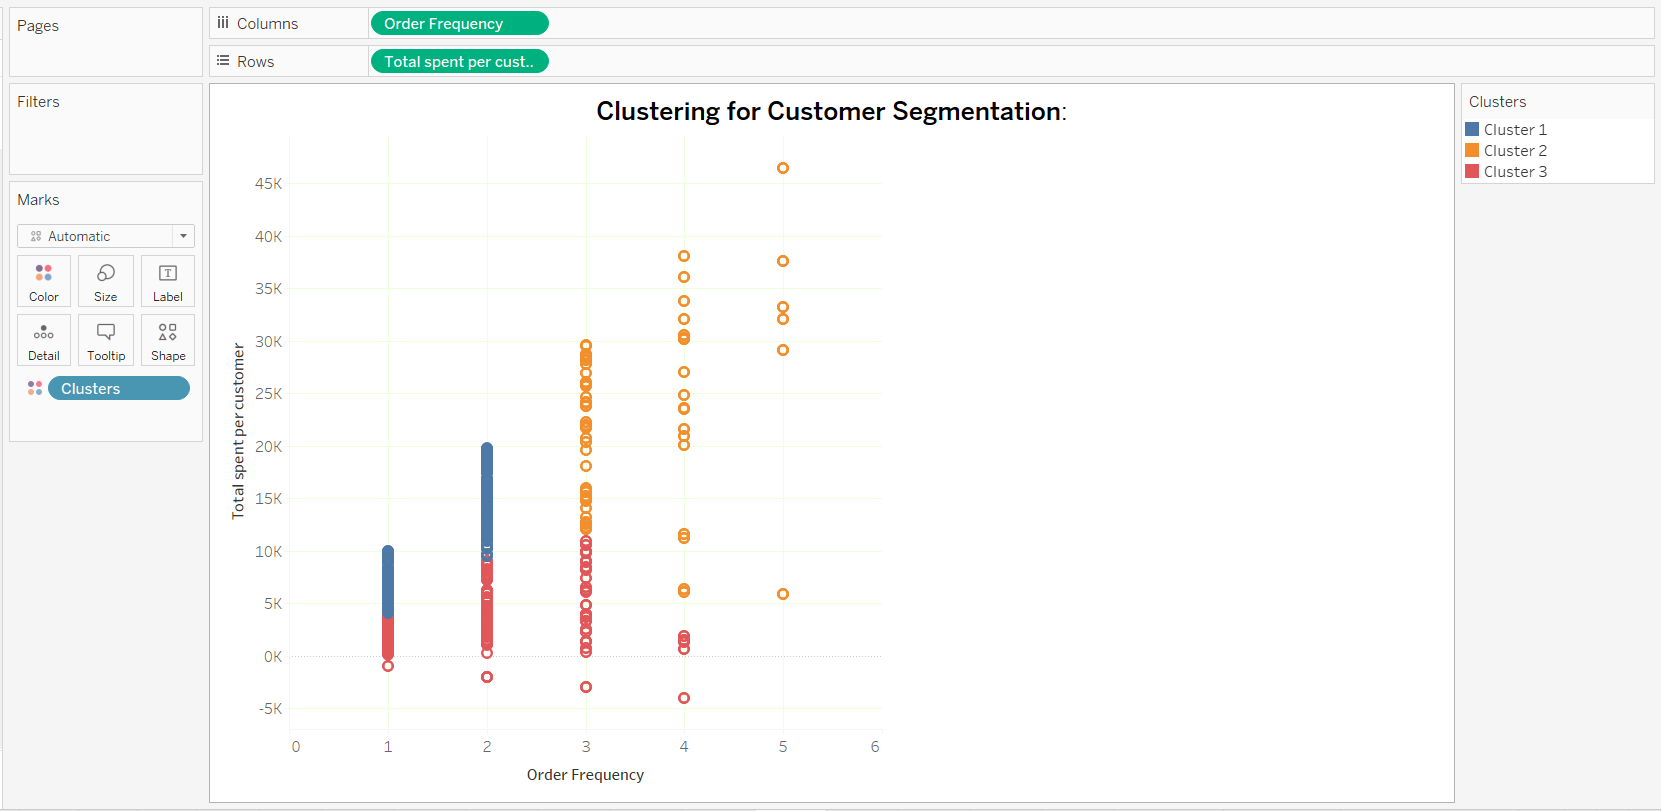 Pages
Columns
Order Frequency
Rows
Total spent per cust..
Filters
Marks
Automatic
Color
Size
Label
Detail
Tooltip
Shape
Clusters
Clustering for Customer Segmentation:
45K
40K
35K
30K
25K
20K
15K
10K
5K
0K
-5K
Total spent per customer
0 1 2 3 4 5 6
Order Frequency
Clusters
Cluster 1
Cluster 2
Cluster 3